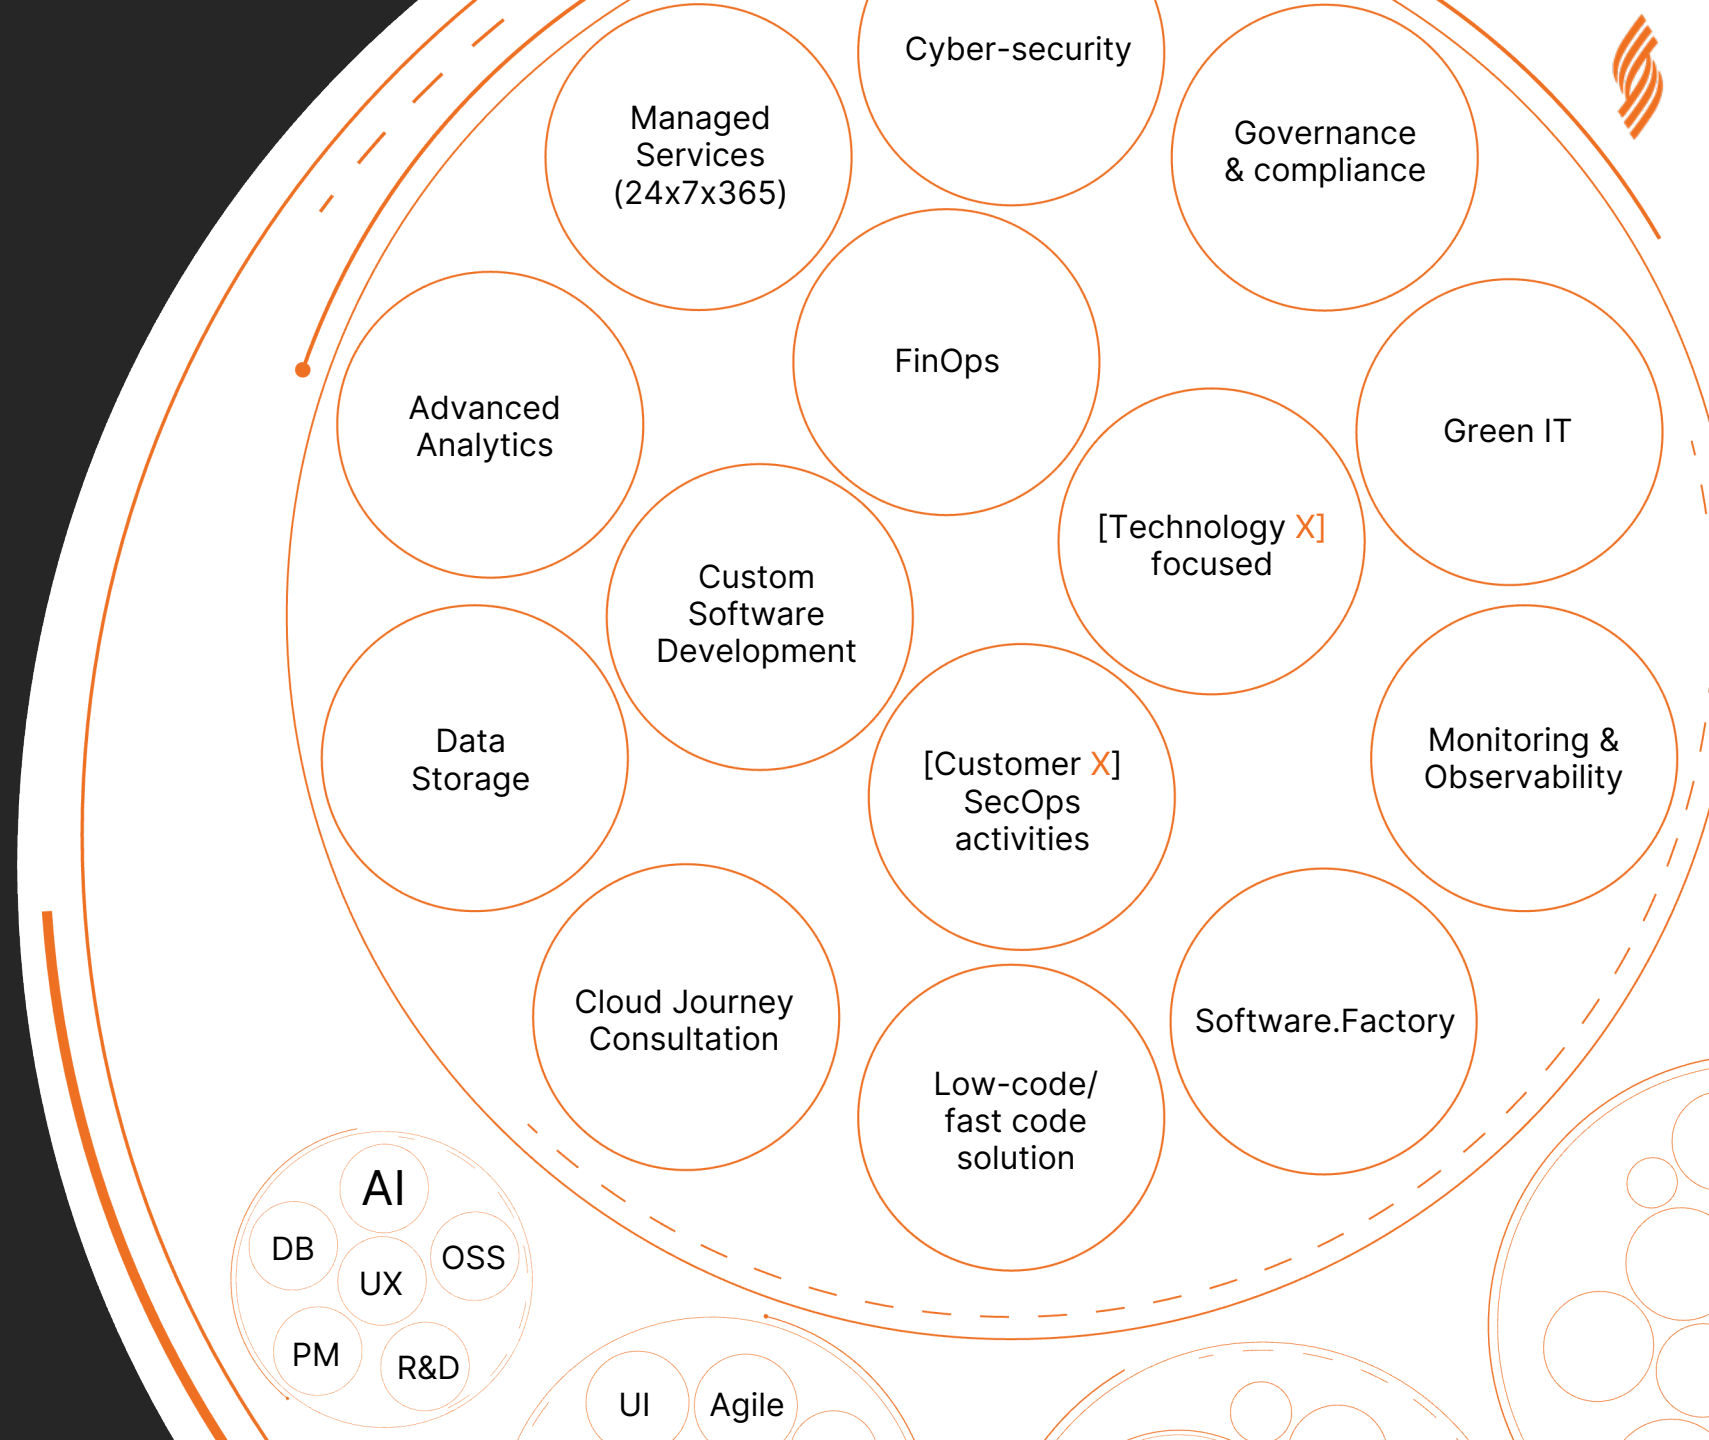 Cyber-security
Managed
Services
(24x7x365)
Governance
& compliance
FinOps
Advanced
Analytics
Green IT
[Technology X]
focused
Custom
Software
Development
Data
Storage
[Customer X]
SecOps
activities
Monitoring &
Observability
Cloud Journey
Consultation
Software.Factory
Low-code/
fast code
solution
AI
DB
OSS
UX
PM
R&D
UI
Agile